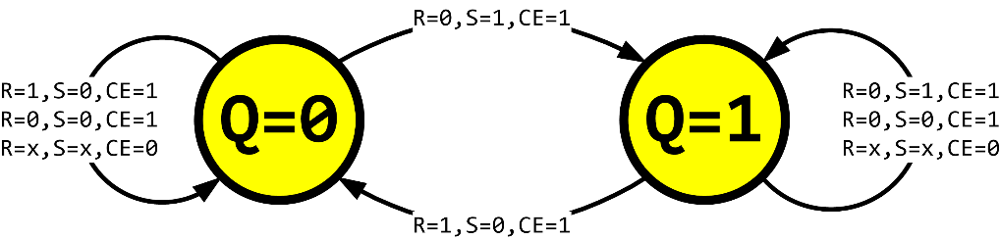 R=0,S=1,CE=1
R=1,S=0,CE=1
R=0,S=0,CE=1
R=x,S=x,CE=0
Q=0
Q=1
R=0,S=1,CE=1
R=0,S=0,CE=1
R=x,S=x,CE=0
R=1,S=0,CE=1